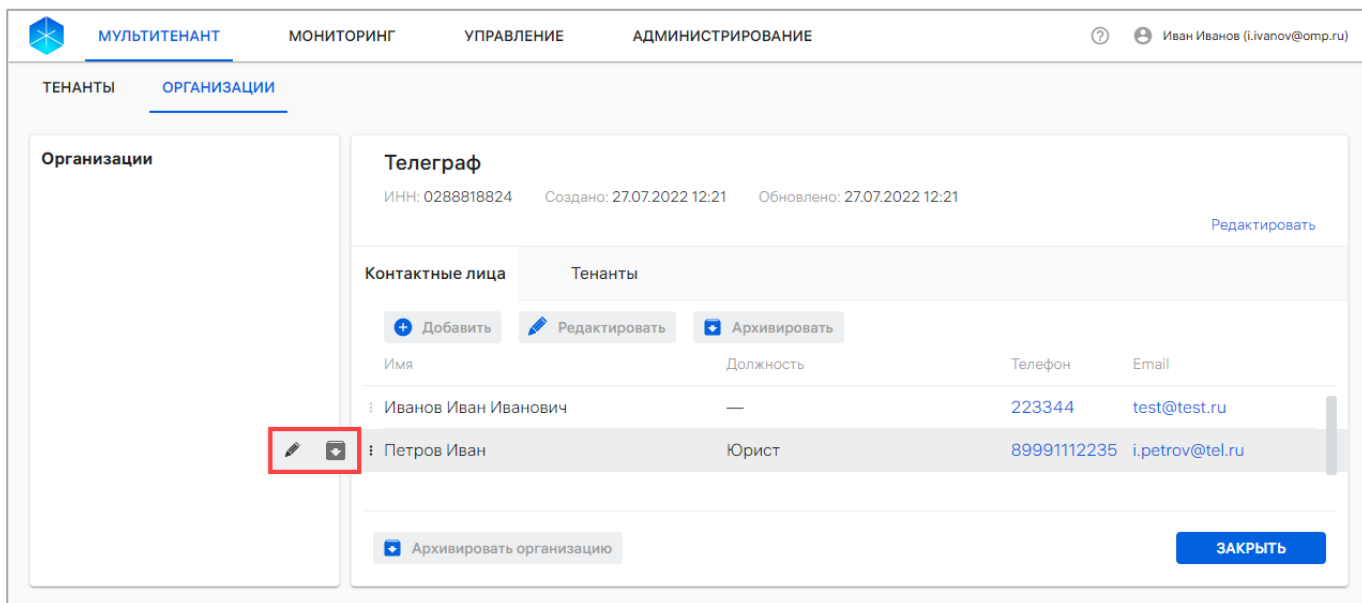 МУЛЬТИТЕНАНТ МОНИТОРИНГ УПРАВЛЕНИЕ АДМИНИСТРИРОВАНИЕ ? Иван Иванов (i.ivanov@omp.ru)
ТЕНАНТЫ ОРГАНИЗАЦИИ
Организации
Телеграф
ИНН: 0288818824 Создано: 27.07.2022 12:21 Обновлено: 27.07.2022 12:21
Редактировать
Контактные лица Тенанты
Добавить Редактировать Архивировать
Имя Должность Телефон Email
Иванов Иван Иванович — 223344 test@test.ru
Петров Иван Юрист 89991112235 i.petrov@tel.ru
Архивировать организацию ЗАКРЫТЬ